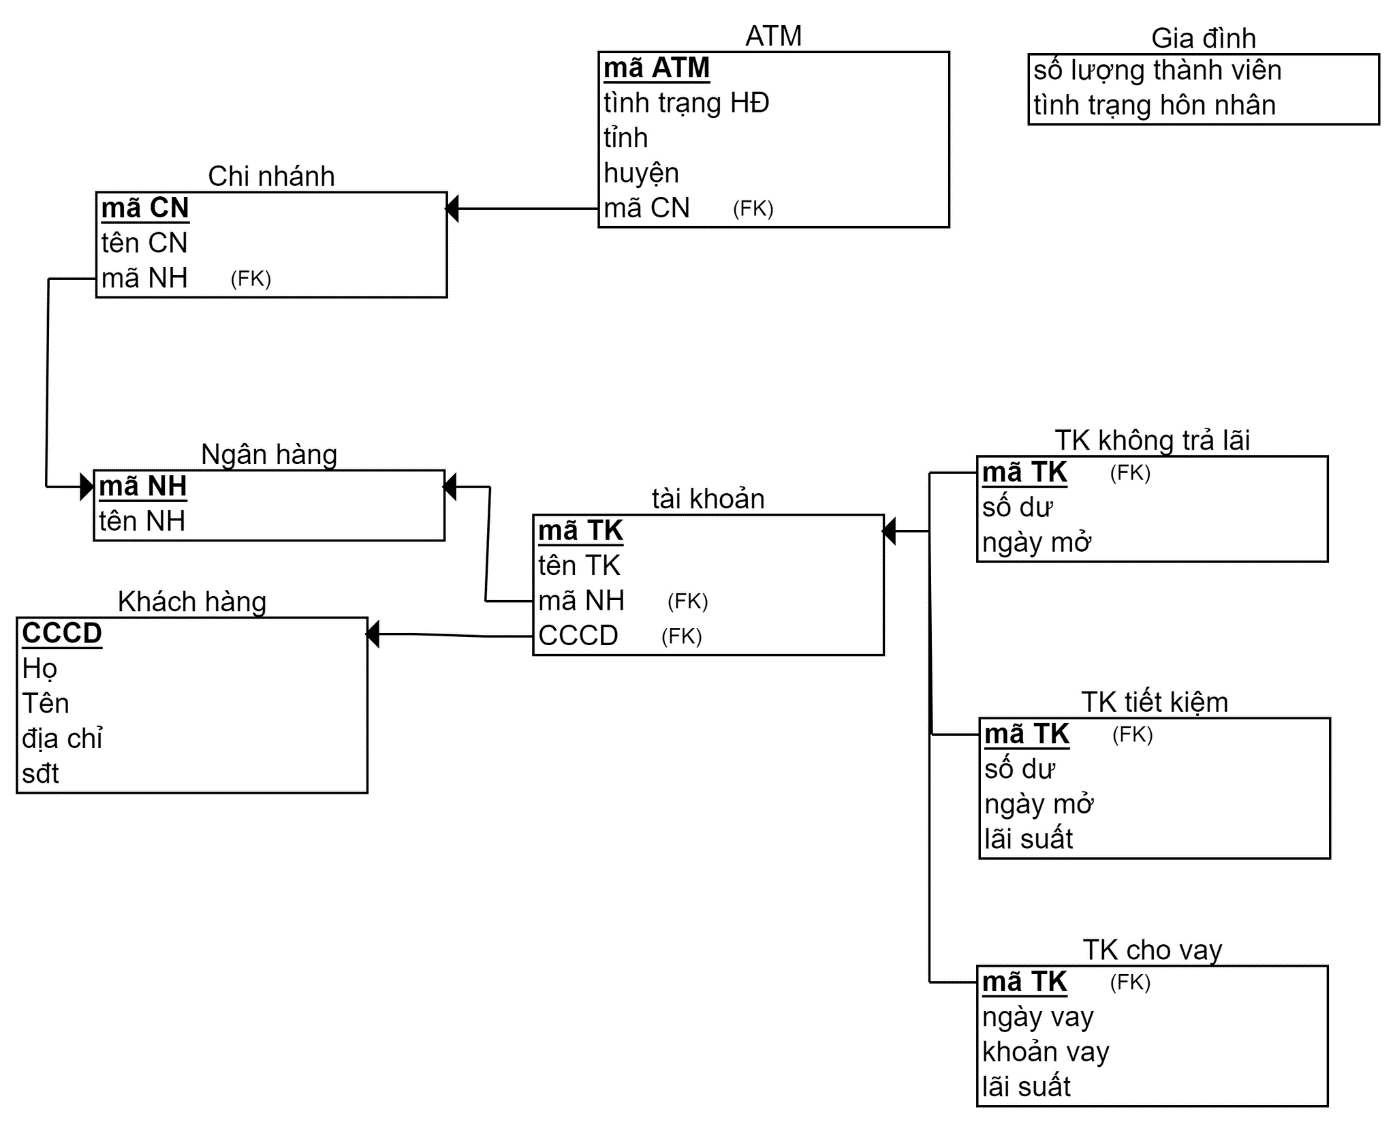 ATM
mã ATM
tình trạng HĐ
tỉnh
huyện
mã CN (FK)
Gia đình
số lượng thành viên
tình trạng hôn nhân
Chi nhánh
mã CN
tên CN
mã NH (FK)
Ngân hàng
mã NH
tên NH
tài khoản
mã TK
tên TK
mã NH (FK)
CCCD (FK)
TK không trả lãi
mã TK (FK)
số dư
ngày mở
Khách hàng
CCCD
Họ
Tên
địa chỉ
sđt
TK tiết kiệm
mã TK (FK)
số dư
ngày mở
lãi suất
TK cho vay
mã TK (FK)
ngày vay
khoản vay
lãi suất